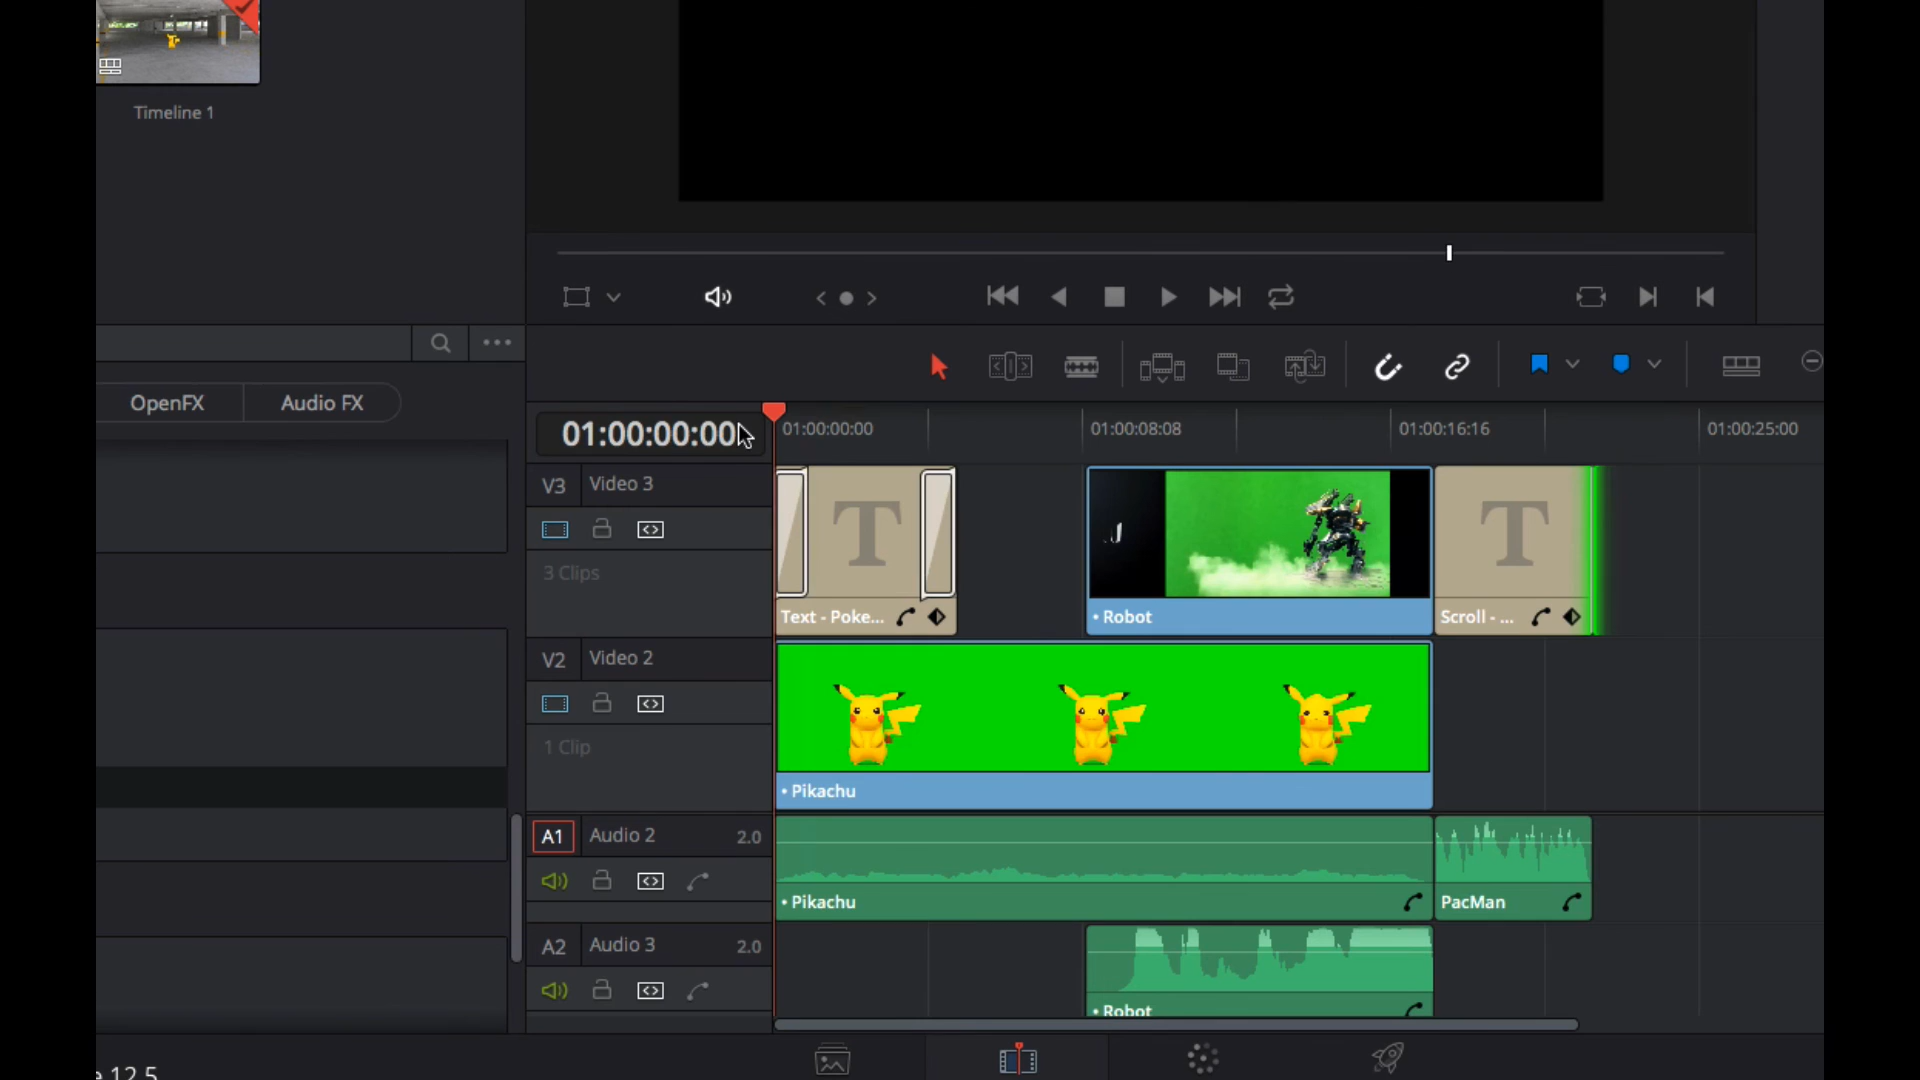 Timeline 1
OpenFX
Audio FX
01:00:00:00
01:00:00:00
01:00:08:08
01:00:16:16
01:00:25:00
V3
Video 3
3 Clips
T
T
Text - Poke...
• Robot
Scroll - ...
V2
Video 2
1 Clip
• Pikachu
A1
Audio 2
2.0
• Pikachu
PacMan
A2
Audio 3
2.0
• Robot
e 12.5